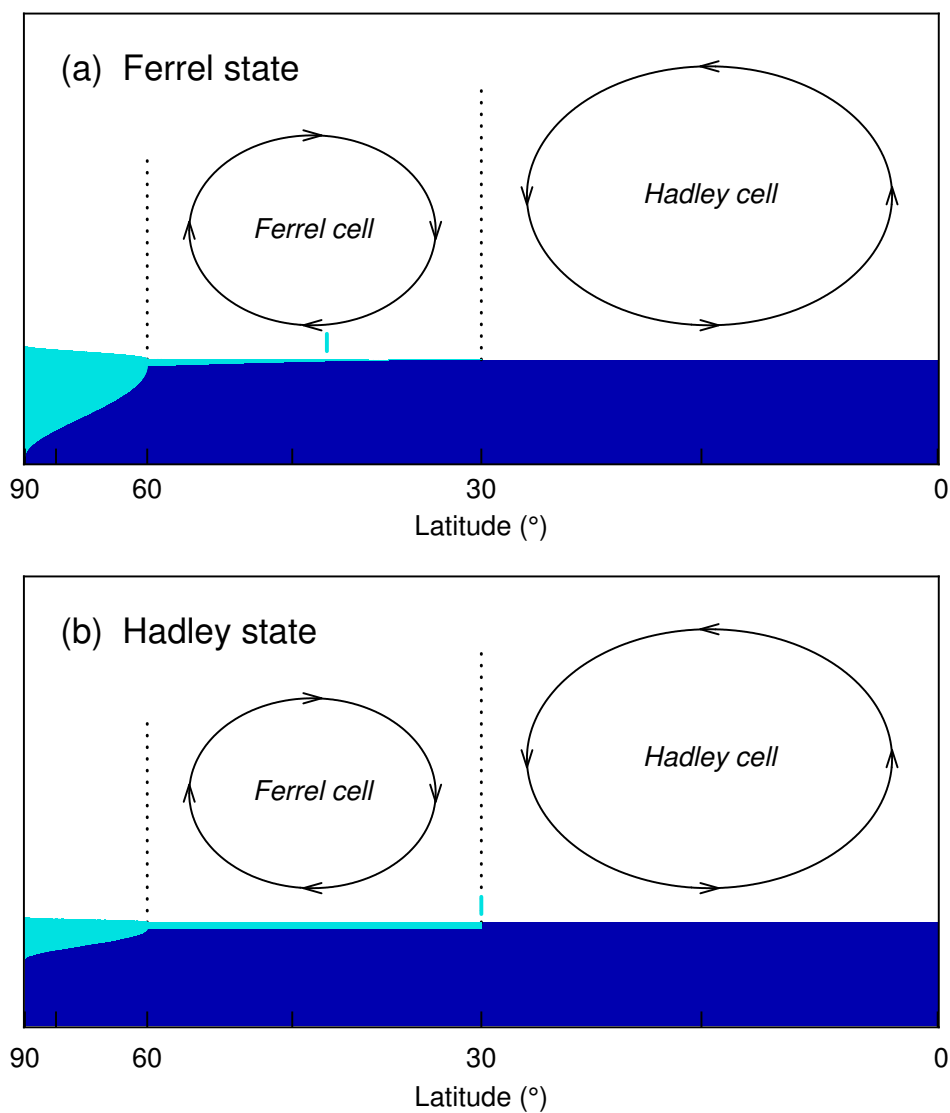 (a) Ferrel state
Ferrel cell
Hadley cell
90 60 30 0
Latitude (°)
(b) Hadley state
Ferrel cell
Hadley cell
90 60 30 0
Latitude (°)